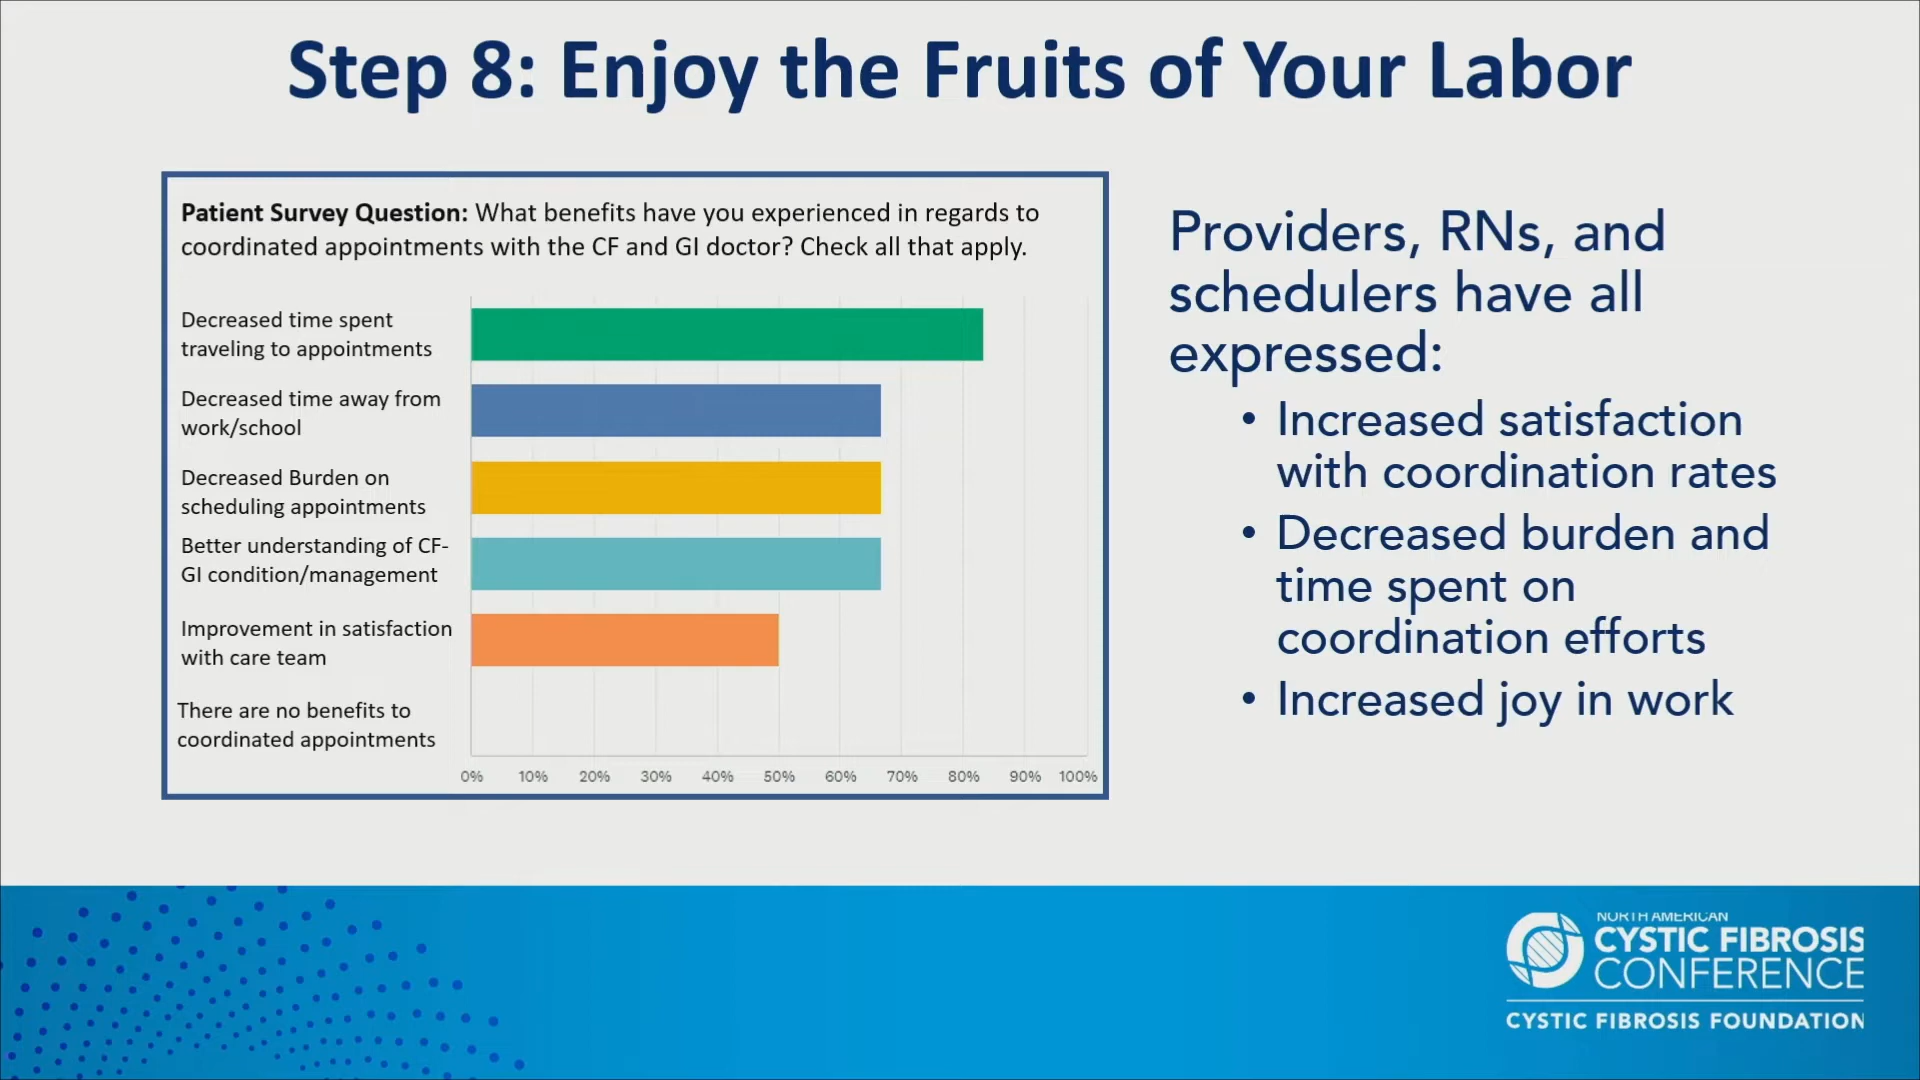 Step 8: Enjoy the Fruits of Your Labor
Patient Survey Question: What benefits have you experienced in regards to
coordinated appointments with the CF and GI doctor? Check all that apply.
Decreased time spent
traveling to appointments
Decreased time away from
work/school
Decreased Burden on
scheduling appointments
Better understanding of CF-
GI condition/management
Improvement in satisfaction
with care team
There are no benefits to
coordinated appointments
0% 10% 20% 30% 40% 50% 60% 70% 80% 90% 100%
Providers, RNs, and
schedulers have all
expressed:
• Increased satisfaction
with coordination rates
• Decreased burden and
time spent on
coordination efforts
• Increased joy in work
NORTH AMERICAN
CYSTIC FIBROSIS
CONFERENCE
CYSTIC FIBROSIS FOUNDATION